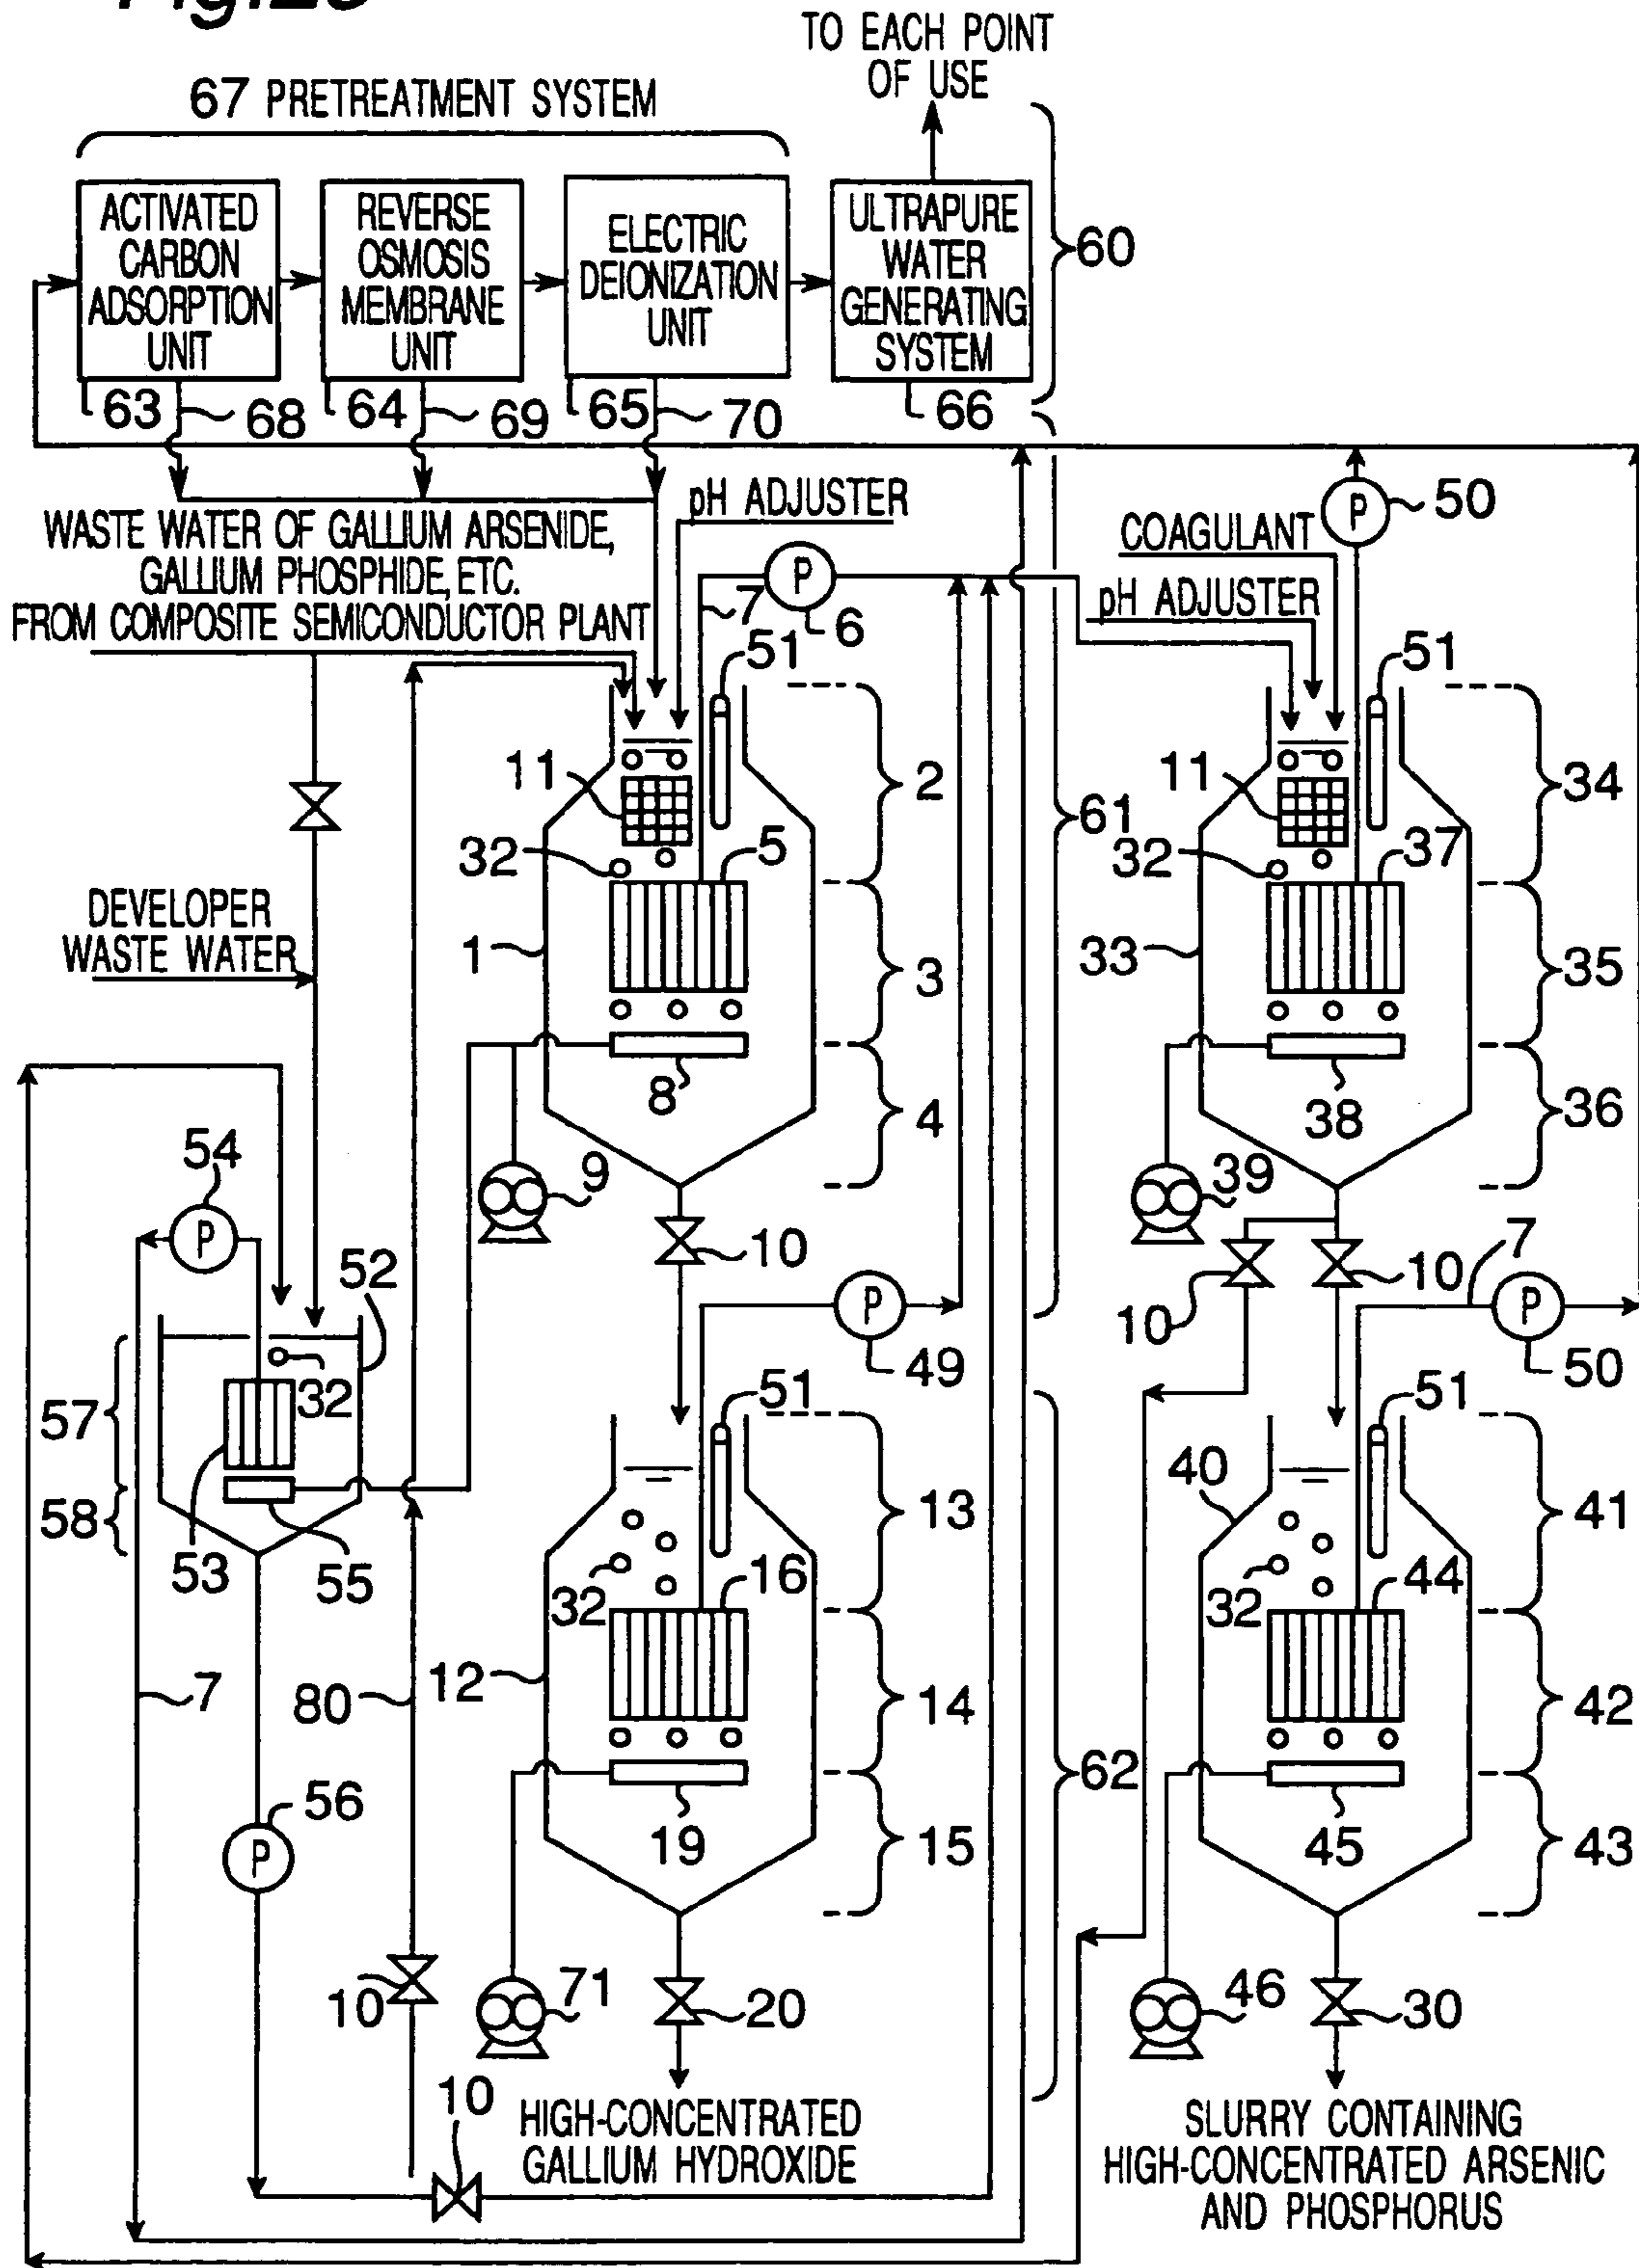 TO EACH POINT
OF USE
67 PRETREATMENT SYSTEM
ACTIVATED
CARBON
ADSORPTION
UNIT
REVERSE
OSMOSIS
MEMBRANE
UNIT
ELECTRIC
DEIONIZATION
UNIT
ULTRAPURE
WATER
GENERATING
SYSTEM
60
63
68
64
69
65
70
66
WASTE WATER OF GALLIUM ARSENIDE,
GALLIUM PHOSPHIDE, ETC.
FROM COMPOSITE SEMICONDUCTOR PLANT
pH ADJUSTER
P
7
6
COAGULANT
pH ADJUSTER
P
50
51
51
11
2
61
11
34
32
5
32
37
DEVELOPER
WASTE WATER
1
3
33
35
8
4
38
36
54
P
9
39
10
10
10
7
52
P
49
P
50
57
32
51
51
58
53
55
13
40
41
32
16
32
44
7
80
12
14
42
62
56
P
19
15
45
43
10
71
20
46
30
10
HIGH-CONCENTRATED
GALLIUM HYDROXIDE
SLURRY CONTAINING
HIGH-CONCENTRATED ARSENIC
AND PHOSPHORUS